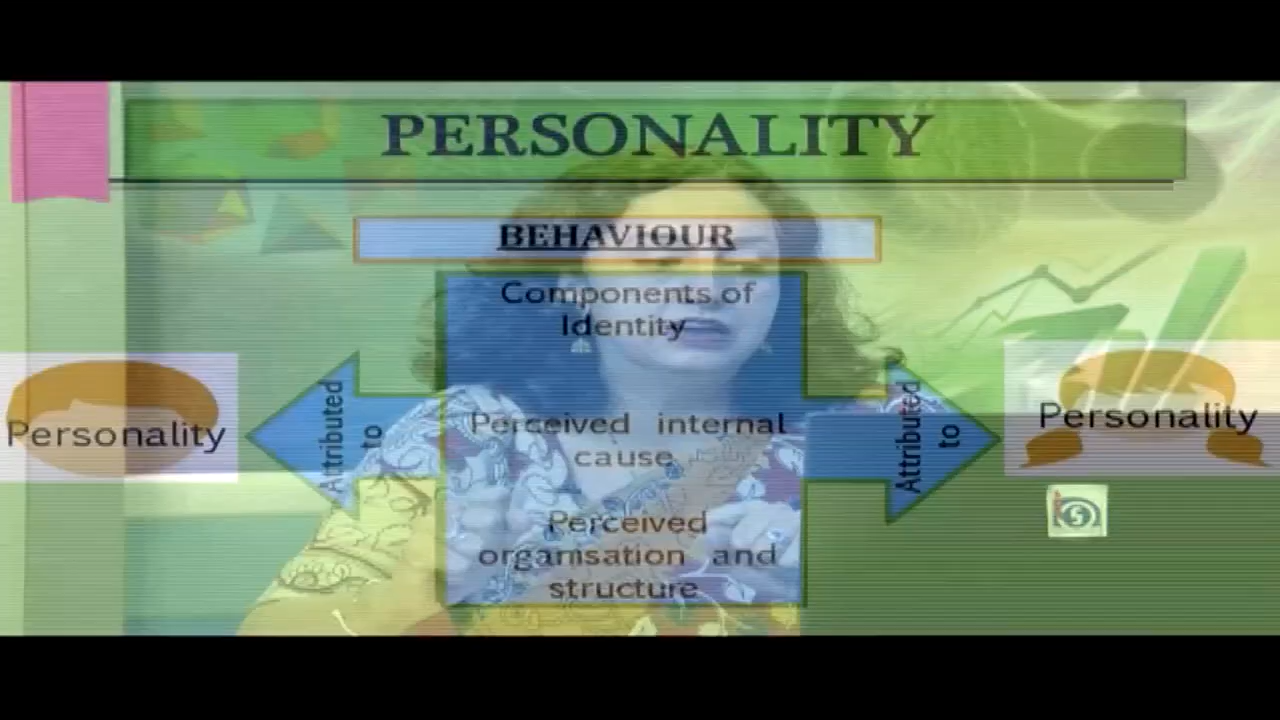 PERSONALITY
BEHAVIOUR
Components of
Identity
Personality
Attributed
to
Perceived internal
cause
Attributed
to
Personality
Perceived
organisation and
structure